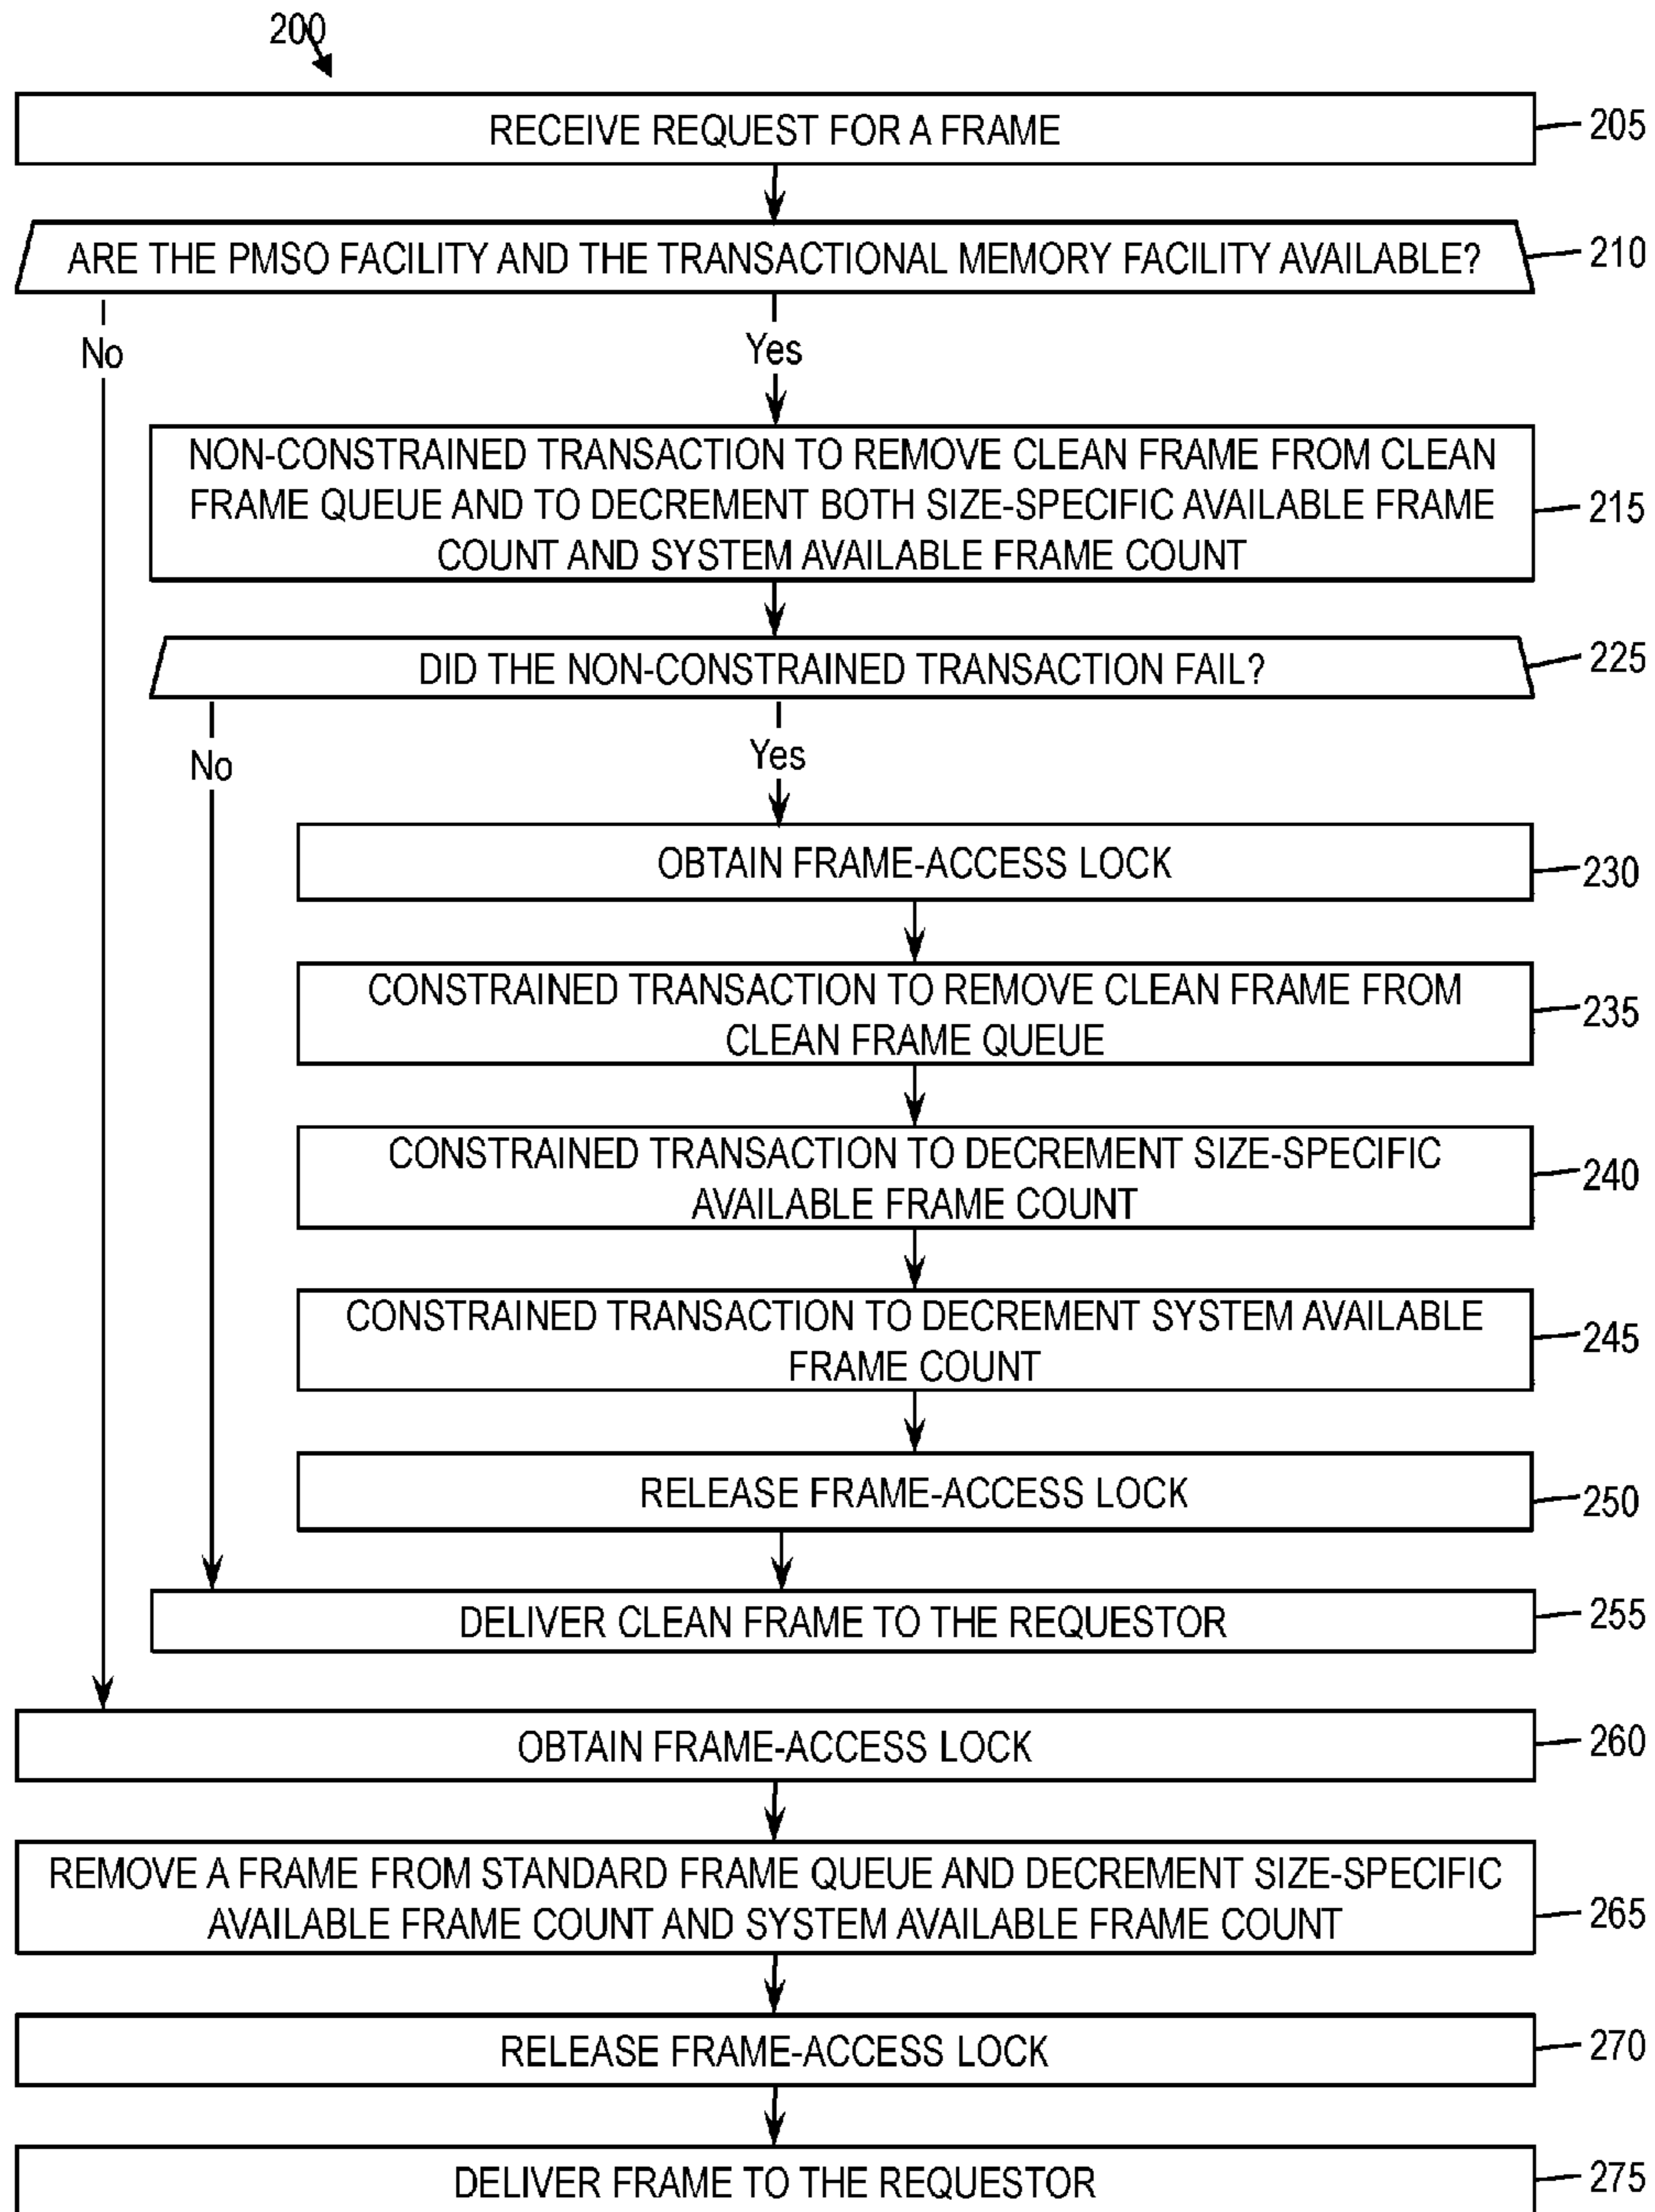 200
RECEIVE REQUEST FOR A FRAME
205
ARE THE PMSO FACILITY AND THE TRANSACTIONAL MEMORY FACILITY AVAILABLE?
210
No
Yes
NON-CONSTRAINED TRANSACTION TO REMOVE CLEAN FRAME FROM CLEAN
FRAME QUEUE AND TO DECREMENT BOTH SIZE-SPECIFIC AVAILABLE FRAME
COUNT AND SYSTEM AVAILABLE FRAME COUNT
215
DID THE NON-CONSTRAINED TRANSACTION FAIL?
225
No
Yes
OBTAIN FRAME-ACCESS LOCK
230
CONSTRAINED TRANSACTION TO REMOVE CLEAN FRAME FROM
CLEAN FRAME QUEUE
235
CONSTRAINED TRANSACTION TO DECREMENT SIZE-SPECIFIC
AVAILABLE FRAME COUNT
240
CONSTRAINED TRANSACTION TO DECREMENT SYSTEM AVAILABLE
FRAME COUNT
245
RELEASE FRAME-ACCESS LOCK
250
DELIVER CLEAN FRAME TO THE REQUESTOR
255
OBTAIN FRAME-ACCESS LOCK
260
REMOVE A FRAME FROM STANDARD FRAME QUEUE AND DECREMENT SIZE-SPECIFIC
AVAILABLE FRAME COUNT AND SYSTEM AVAILABLE FRAME COUNT
265
RELEASE FRAME-ACCESS LOCK
270
DELIVER FRAME TO THE REQUESTOR
275